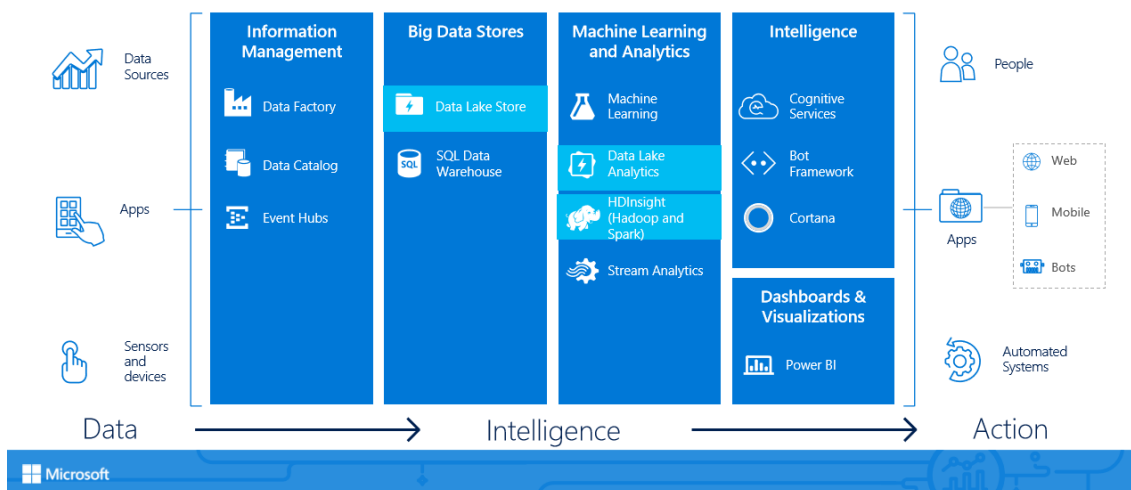 Data
Sources
Apps
Sensors
and
devices
Information
Management
Data Factory
Data Catalog
Event Hubs
Big Data Stores
Data Lake Store
SQL
SQL Data
Warehouse
Machine Learning
and Analytics
Machine
Learning
Data Lake
Analytics
HDInsight
(Hadoop and
Spark)
Stream Analytics
Intelligence
Cognitive
Services
Bot
Framework
Cortana
Dashboards &
Visualizations
Power BI
People
Apps
Web
Mobile
Bots
Automated
Systems
Data
Intelligence
Action
Microsoft